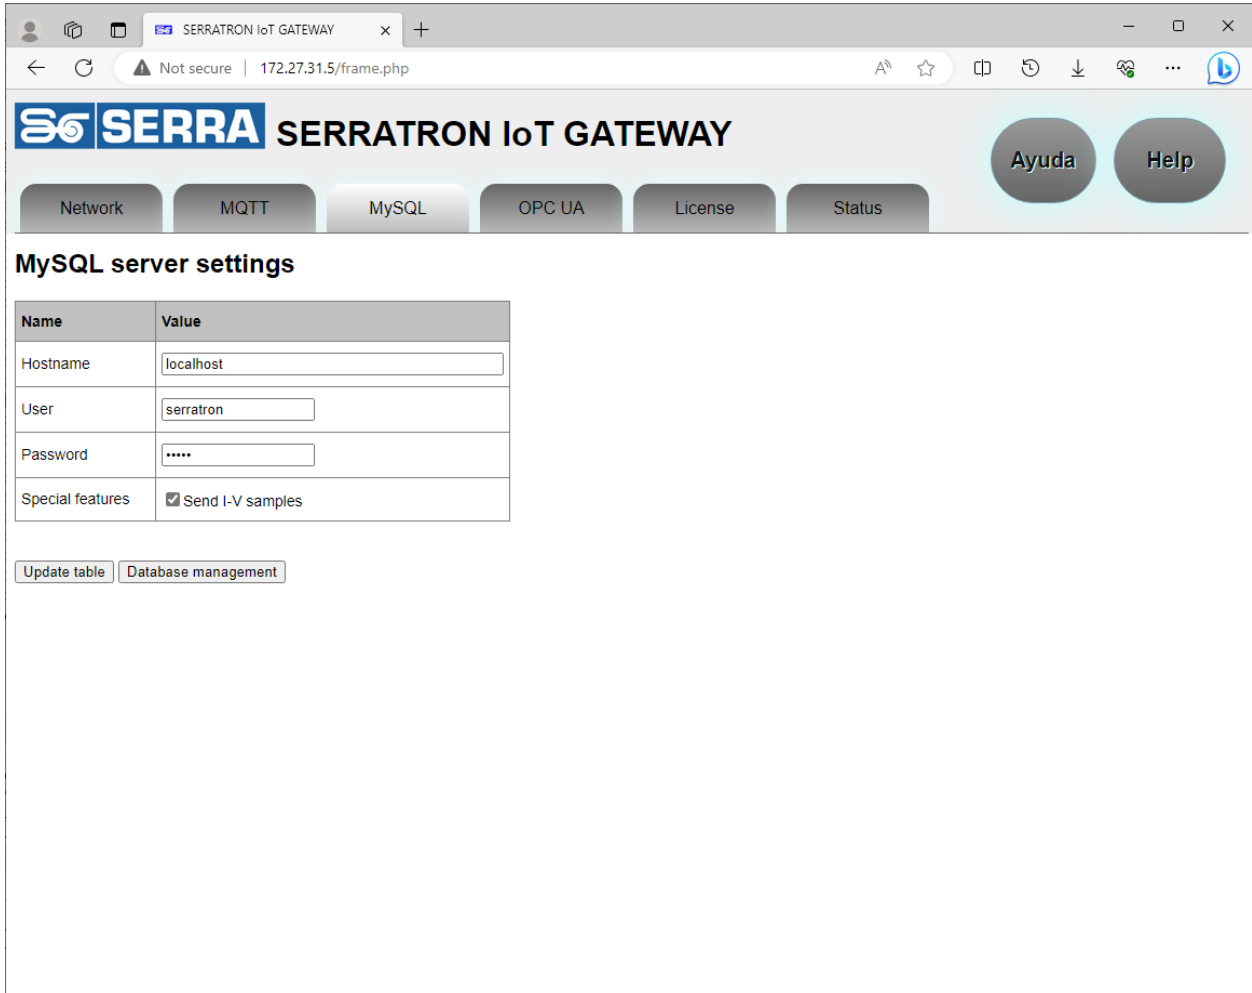 SERRATRON IoT GATEWAY
Not secure | 172.27.31.5/frame.php
SERRA SERRATRON IoT GATEWAY
Ayuda Help
Network MQTT MySQL OPC UA License Status
MySQL server settings
Name Value
Hostname localhost
User serratron
Password •••••
Special features Send I-V samples
Update table Database management